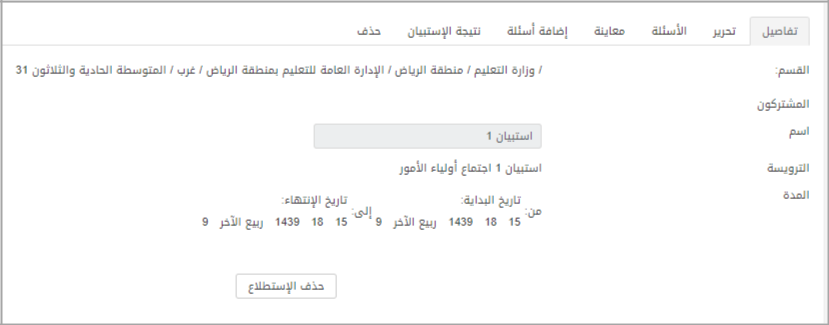 تفاصيل تحرير الأسئلة معاينة إضافة أسئلة نتيجة الإستبيان حذف
القسم: / وزارة التعليم / منطقة الرياض / الإدارة العامة للتعليم بمنطقة الرياض / غرب / المتوسطة الحادية والثلاثون 31
المشتركون
اسم استبيان 1
الترويسة استبيان 1 اجتماع أولياء الأمور
المدة
من: تاريخ البداية: إلى: تاريخ الإنتهاء:
9 ربيع الآخر 1439 18 15 9 ربيع الآخر 1439 18 15
حذف الإستطلاع